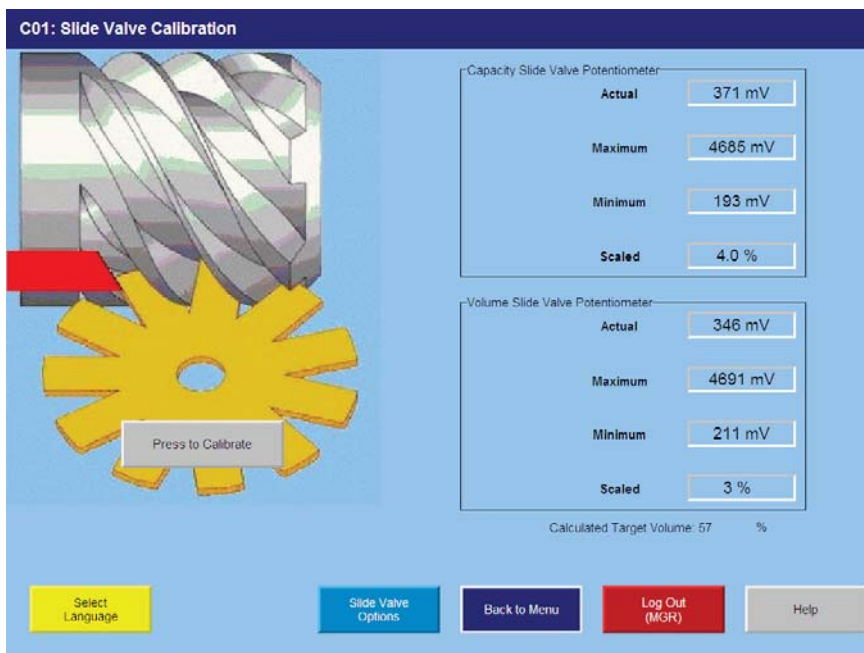 C01: Slide Valve Calibration
Capacity Slide Valve Potentiometer
Actual 371 mV
Maximum 4685 mV
Minimum 193 mV
Scaled 4.0 %
Volume Slide Valve Potentiometer
Actual 346 mV
Maximum 4691 mV
Minimum 211 mV
Scaled 3 %
Calculated Target Volume: 57 %
Press to Calibrate
Select
Language
Slide Valve
Options
Back to Menu
Log Out
(MGR)
Help